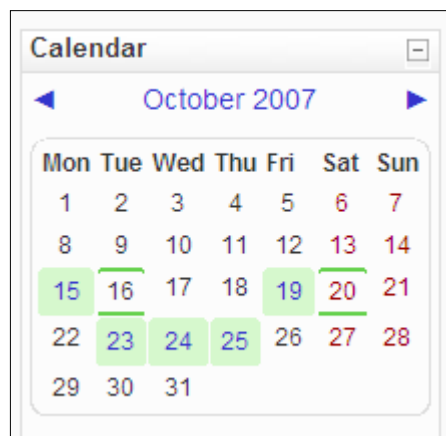 Calendar
October 2007
Mon Tue Wed Thu Fri Sat Sun
1 2 3 4 5 6 7
8 9 10 11 12 13 14
15 16 17 18 19 20 21
22 23 24 25 26 27 28
29 30 31